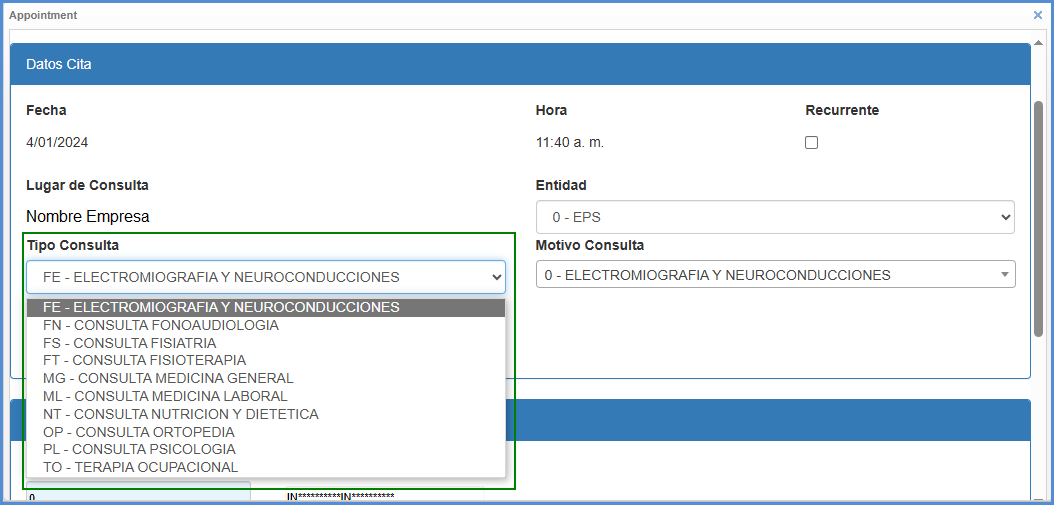 Appointment
Datos Cita
Fecha
Hora
Recurrente
4/01/2024
11:40 a. m.
Lugar de Consulta
Entidad
Nombre Empresa
0 - EPS
Tipo Consulta
Motivo Consulta
FE - ELECTROMIOGRAFIA Y NEUROCONDUCCIONES
0 - ELECTROMIOGRAFIA Y NEUROCONDUCCIONES
FE - ELECTROMIOGRAFIA Y NEUROCONDUCCIONES
FN - CONSULTA FONOAUDIOLOGIA
FS - CONSULTA FISIATRIA
FT - CONSULTA FISIOTERAPIA
MG - CONSULTA MEDICINA GENERAL
ML - CONSULTA MEDICINA LABORAL
NT - CONSULTA NUTRICION Y DIETETICA
OP - CONSULTA ORTOPEDIA
PL - CONSULTA PSICOLOGIA
TO - TERAPIA OCUPACIONAL
0
IN**********IN**********